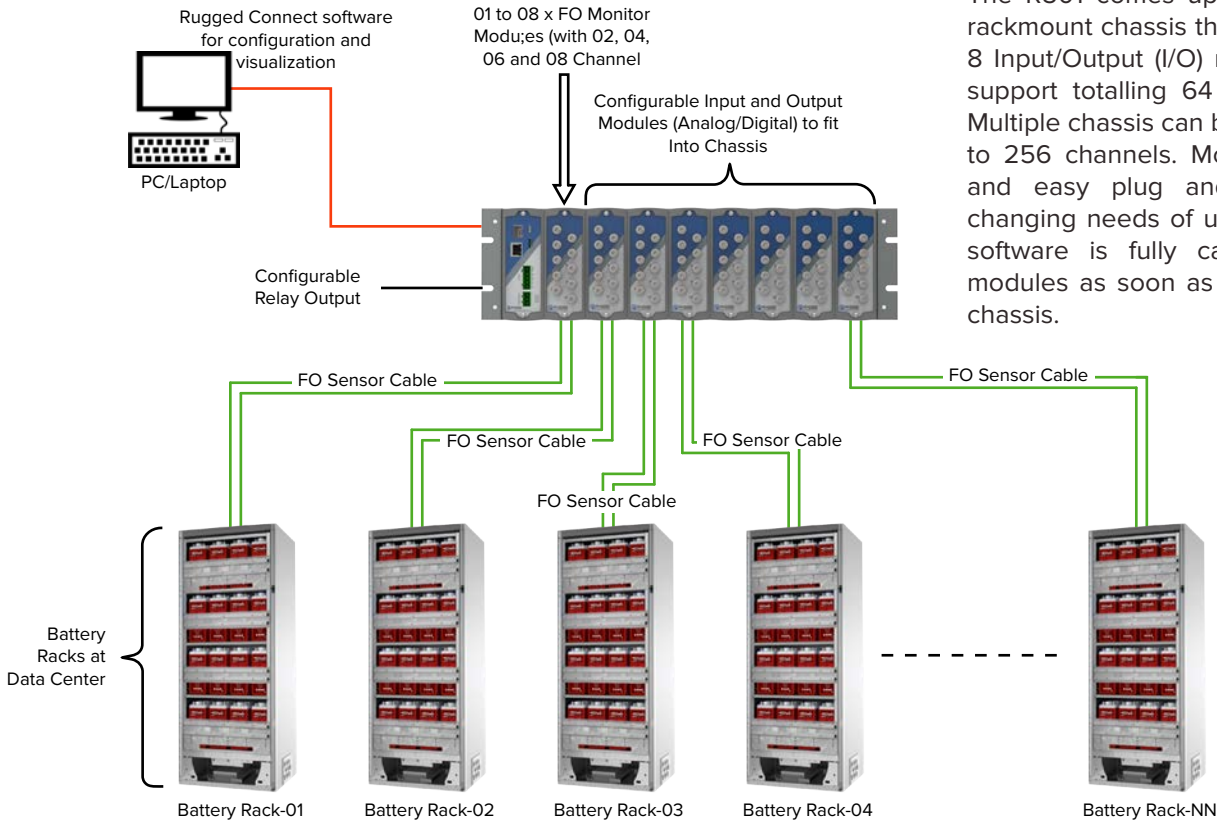 Rugged Connect software
for configuration and
visualization
01 to 08 x FO Monitor
Modu;es (with 02, 04,
06 and 08 Channel
Configurable Input and Output
Modules (Analog/Digital) to fit
Into Chassis
PC/Laptop
Configurable
Relay Output
rackmount chassis th
8 Input/Output (I/O)
support totalling 64
Multiple chassis can b
to 256 channels. Mo
and easy plug an
changing needs of u
software is fully ca
modules as soon as
chassis.
FO Sensor Cable
FO Sensor Cable
FO Sensor Cable
FO Sensor Cable
FO Sensor Cable
Battery
Racks at
Data Center
Battery Rack-01
Battery Rack-02
Battery Rack-03
Battery Rack-04
Battery Rack-NN